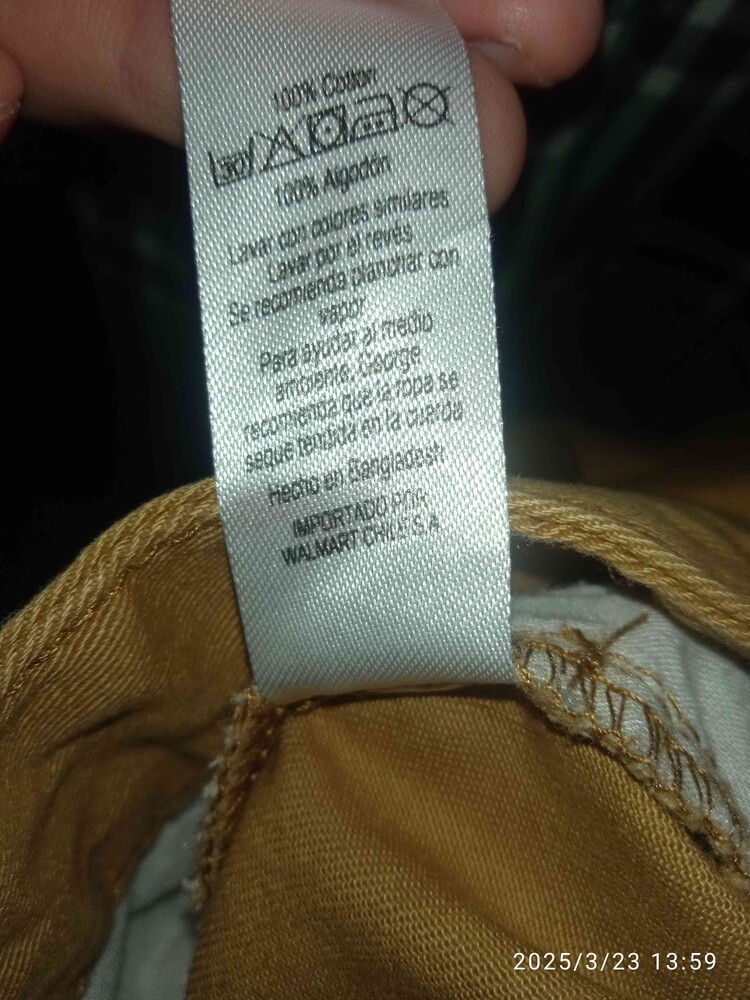 100% Cotton
30
100% Algodón
Lavar con colores similares
Lavar por el revés
Se recomienda planchar con
vapor
Para ayudar al medio
ambiente, George
recomienda que la ropa se
seque tendida en la cuerda
Hecho en Bangladesh
IMPORTADO POR
WALMART CHILE S.A.
2025/3/23 13:59